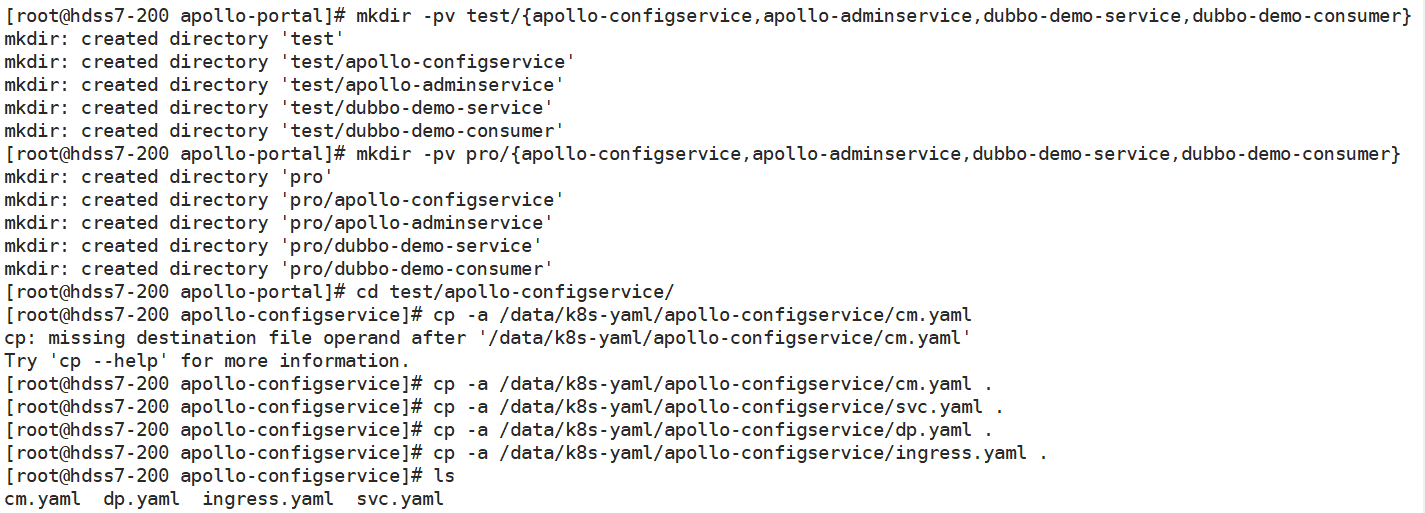 [root@hdss7-200 apollo-portal]# mkdir -pv test/{apollo-configservice,apollo-adminservice,dubbo-demo-service,dubbo-demo-consumer}
mkdir: created directory 'test'
mkdir: created directory 'test/apollo-configservice'
mkdir: created directory 'test/apollo-adminservice'
mkdir: created directory 'test/dubbo-demo-service'
mkdir: created directory 'test/dubbo-demo-consumer'
[root@hdss7-200 apollo-portal]# mkdir -pv pro/{apollo-configservice,apollo-adminservice,dubbo-demo-service,dubbo-demo-consumer}
mkdir: created directory 'pro'
mkdir: created directory 'pro/apollo-configservice'
mkdir: created directory 'pro/apollo-adminservice'
mkdir: created directory 'pro/dubbo-demo-service'
mkdir: created directory 'pro/dubbo-demo-consumer'
[root@hdss7-200 apollo-portal]# cd test/apollo-configservice/
[root@hdss7-200 apollo-configservice]# cp -a /data/k8s-yaml/apollo-configservice/cm.yaml
cp: missing destination file operand after '/data/k8s-yaml/apollo-configservice/cm.yaml'
Try 'cp --help' for more information.
[root@hdss7-200 apollo-configservice]# cp -a /data/k8s-yaml/apollo-configservice/cm.yaml .
[root@hdss7-200 apollo-configservice]# cp -a /data/k8s-yaml/apollo-configservice/svc.yaml .
[root@hdss7-200 apollo-configservice]# cp -a /data/k8s-yaml/apollo-configservice/dp.yaml .
[root@hdss7-200 apollo-configservice]# cp -a /data/k8s-yaml/apollo-configservice/ingress.yaml .
[root@hdss7-200 apollo-configservice]# ls
cm.yaml  dp.yaml  ingress.yaml  svc.yaml